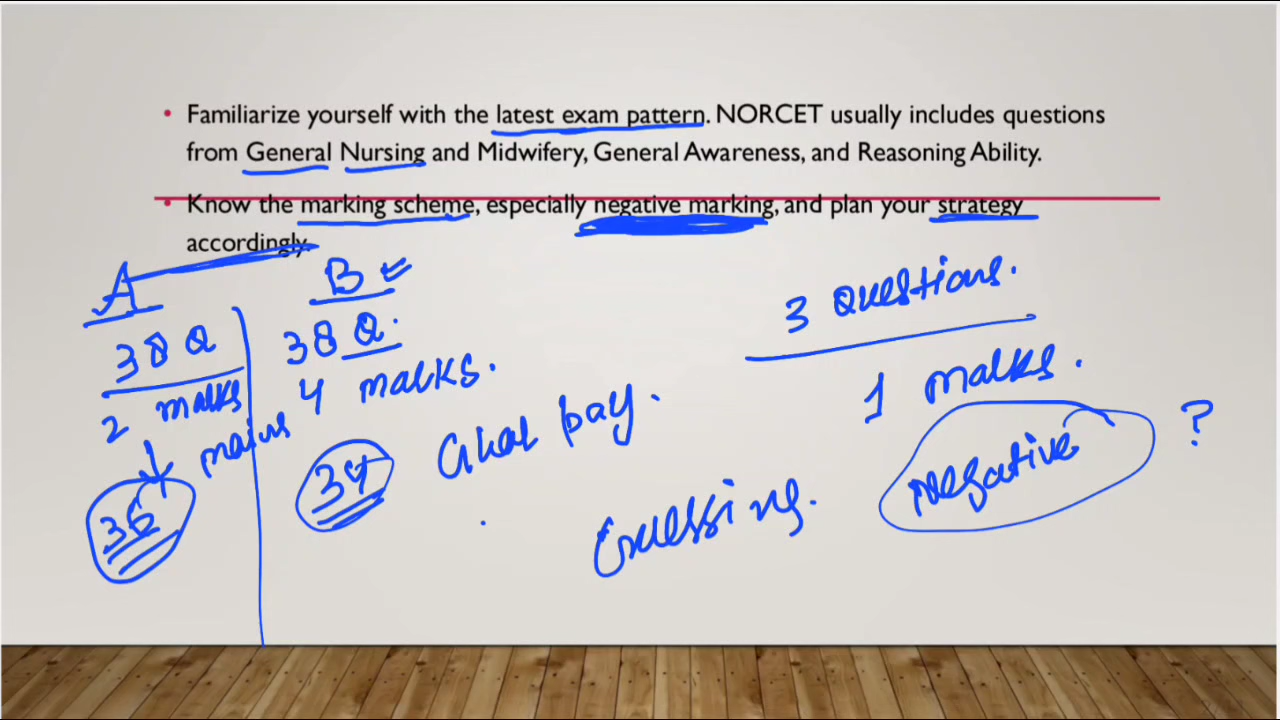 • Familiarize yourself with the latest exam pattern. NORCET usually includes questions
from General Nursing and Midwifery, General Awareness, and Reasoning Ability.
• Know the marking scheme, especially negative marking, and plan your strategy
accordingly.
A
38 Q
2 marks
mains
36
B
38 Q.
4 marks.
34
pay.
3 questions.
1 marks.
negative ?
Guessing.